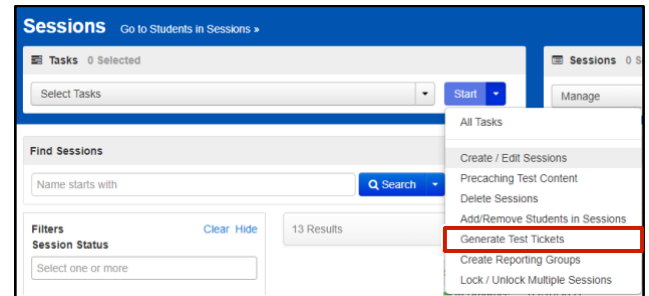 Sessions Go to Students in Sessions »
Tasks 0 Selected
Sessions 0 S
Select Tasks
Start
Manage
All Tasks
Create / Edit Sessions
Precaching Test Content
Delete Sessions
Add/Remove Students in Sessions
Generate Test Tickets
Create Reporting Groups
Lock / Unlock Multiple Sessions
Find Sessions
Name starts with
Search
Filters
Clear Hide
Session Status
Select one or more
13 Results